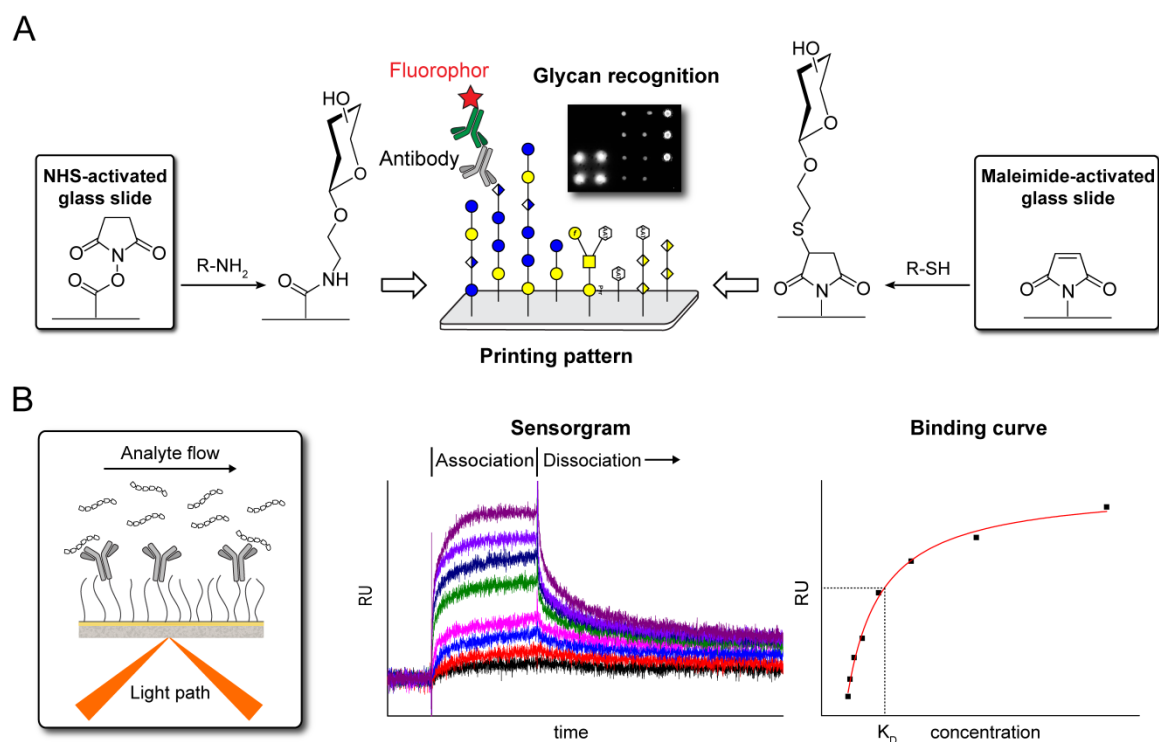 A
Fluorophor
Glycan recognition
Antibody
NHS-activated
glass slide
O
N
O
O
O
R-NH₂
HO
O
O
NH
O
Printing pattern
f
HO
O
O
S
O
N
O
R-SH
Maleimide-activated
glass slide
O
N
O
B
Analyte flow
Light path
Sensorgram
Association
Dissociation
RU
time
Binding curve
RU
K_D
concentration